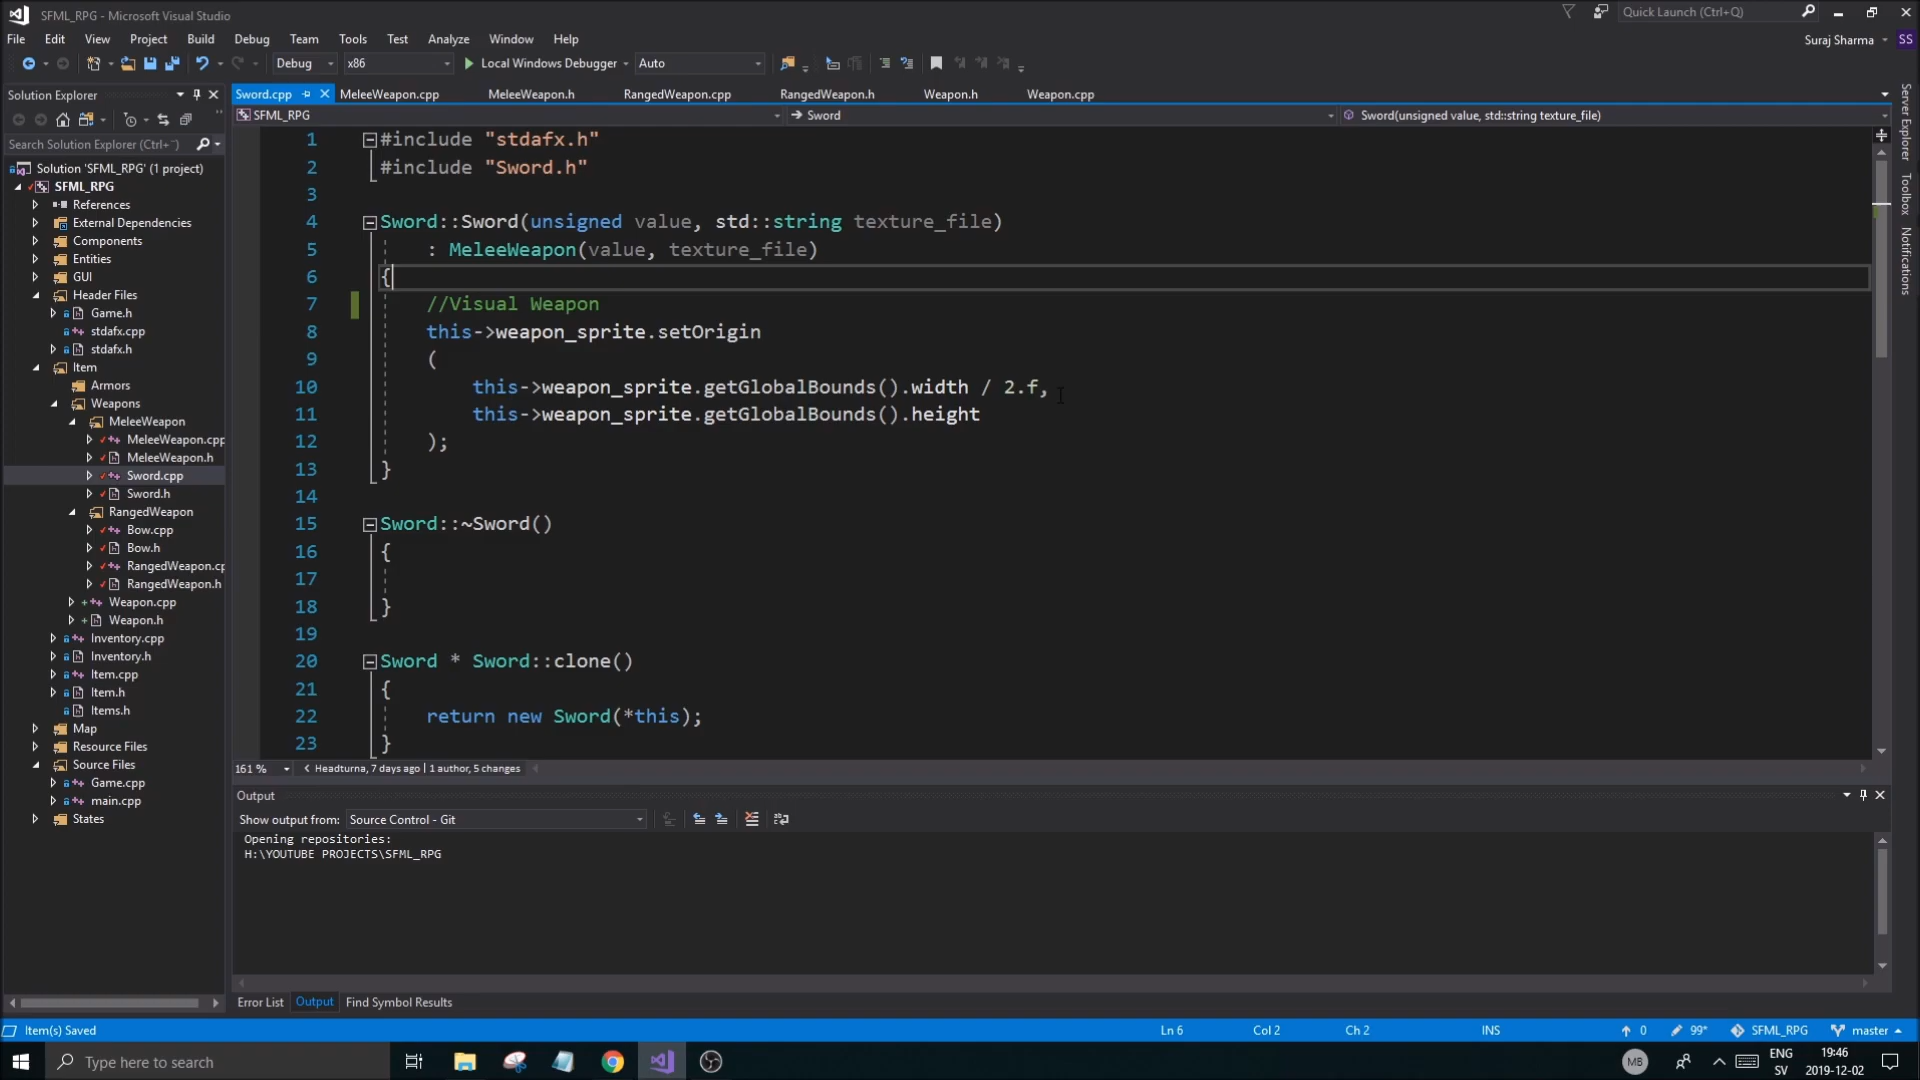 SFML_RPG - Microsoft Visual Studio
Quick Launch (Ctrl+Q)
File Edit View Project Build Debug Team Tools Test Analyze Window Help
Suraj Sharma SS
Debug x86 Local Windows Debugger Auto
Solution Explorer
Sword.cpp MeleeWeapon.cpp MeleeWeapon.h RangedWeapon.cpp RangedWeapon.h Weapon.h Weapon.cpp
SFML_RPG Sword Sword(unsigned value, std::string texture_file)
Search Solution Explorer (Ctrl+¨)
Solution 'SFML_RPG' (1 project)
SFML_RPG
References
External Dependencies
Components
Entities
GUI
Header Files
Game.h
stdafx.cpp
stdafx.h
Item
Armors
Weapons
MeleeWeapon
MeleeWeapon.cpp
MeleeWeapon.h
Sword.cpp
Sword.h
RangedWeapon
Bow.cpp
Bow.h
RangedWeapon.cp
RangedWeapon.h
Weapon.cpp
Weapon.h
Inventory.cpp
Inventory.h
Item.cpp
Item.h
Items.h
Map
Resource Files
Source Files
Game.cpp
main.cpp
States
1 #include "stdafx.h"
2 #include "Sword.h"
3
4 Sword::Sword(unsigned value, std::string texture_file)
5 : MeleeWeapon(value, texture_file)
6 {
7 //Visual Weapon
8 this->weapon_sprite.setOrigin
9 (
10 this->weapon_sprite.getGlobalBounds().width / 2.f,
11 this->weapon_sprite.getGlobalBounds().height
12 );
13 }
14
15 Sword::~Sword()
16 {
17
18 }
19
20 Sword * Sword::clone()
21 {
22 return new Sword(*this);
23 }
161 % Headturna, 7 days ago | 1 author, 5 changes
Output
Show output from: Source Control - Git
Opening repositories:
H:\YOUTUBE PROJECTS\SFML_RPG
Error List Output Find Symbol Results
Server Explorer
Toolbox
Notifications
Item(s) Saved Ln 6 Col 2 Ch 2 INS 0 99* SFML_RPG master
Type here to search
MB
ENG
SV
19:46
2019-12-02